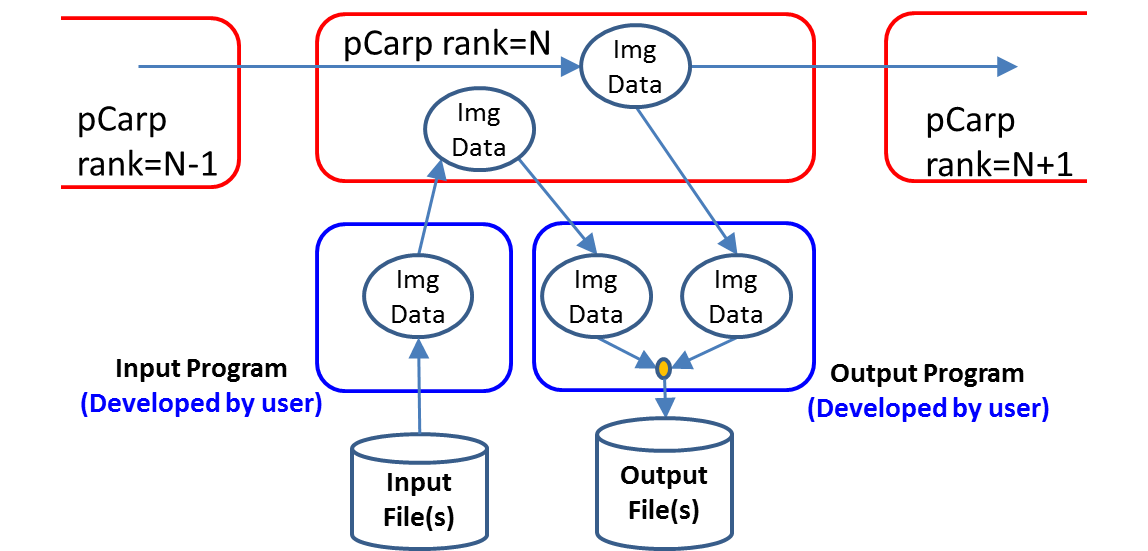 pCarp rank=N
Img
Data
Img
Data
pCarp
rank=N-1
pCarp
rank=N+1
Img
Data
Img
Data
Img
Data
Input Program
(Developed by user)
Output Program
(Developed by user)
Input
File(s)
Output
File(s)